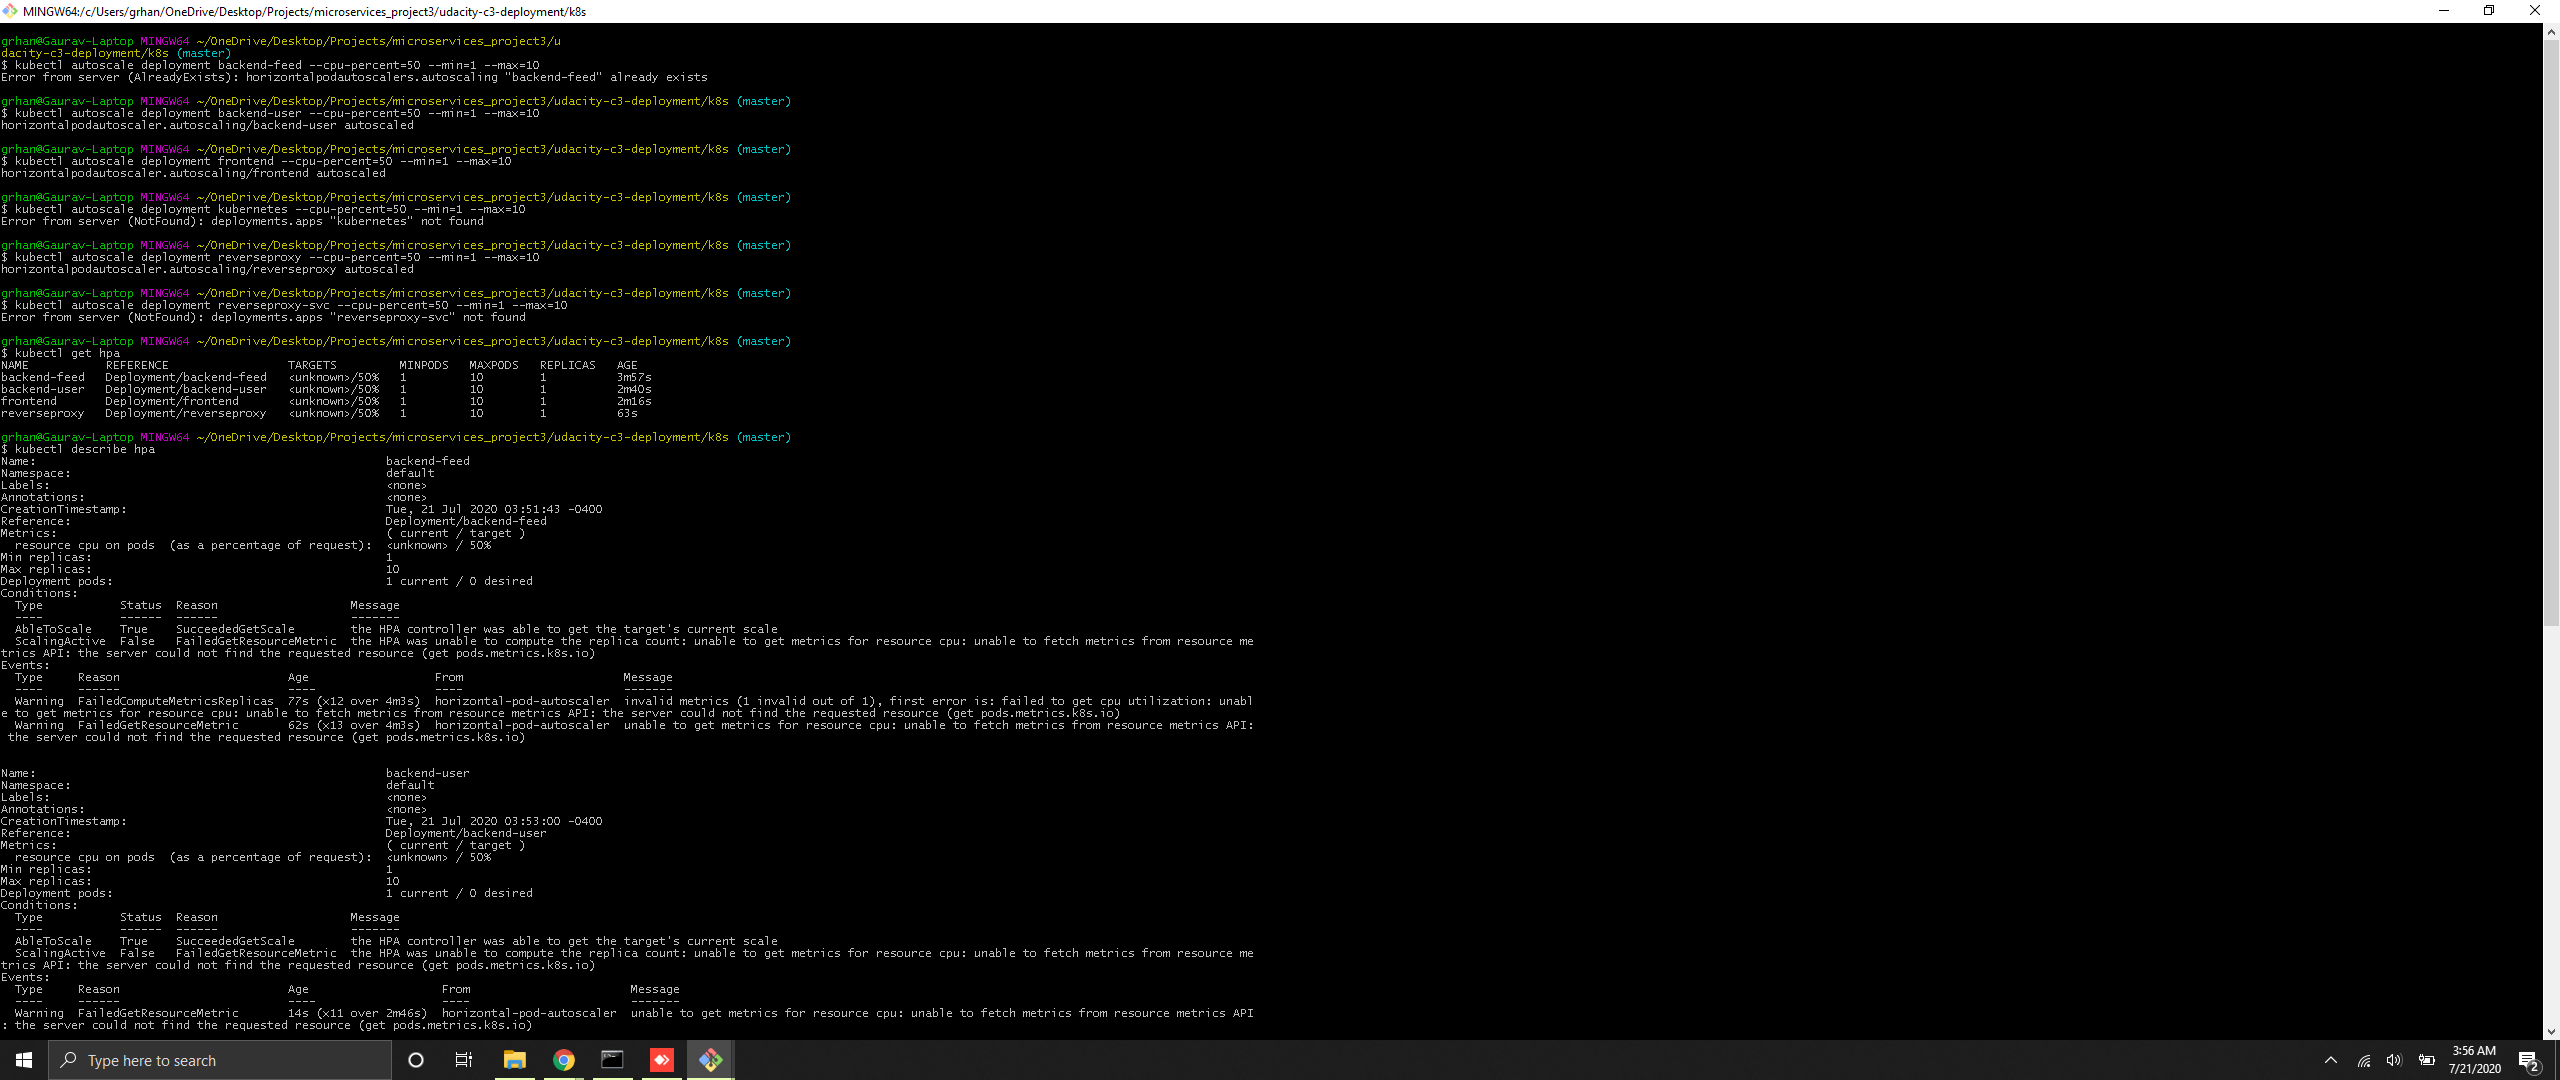 MINGW64:/c/Users/grhan/OneDrive/Desktop/Projects/microservices_project3/udacity-c3-deployment/k8s
grhan@Gaurav-Laptop MINGW64 ~/OneDrive/Desktop/Projects/microservices_project3/u
dacity-c3-deployment/k8s (master)
$ kubectl autoscale deployment backend-feed --cpu-percent=50 --min=1 --max=10
Error from server (AlreadyExists): horizontalpodautoscalers.autoscaling "backend-feed" already exists
grhan@Gaurav-Laptop MINGW64 ~/OneDrive/Desktop/Projects/microservices_project3/udacity-c3-deployment/k8s (master)
$ kubectl autoscale deployment backend-user --cpu-percent=50 --min=1 --max=10
horizontalpodautoscaler.autoscaling/backend-user autoscaled
grhan@Gaurav-Laptop MINGW64 ~/OneDrive/Desktop/Projects/microservices_project3/udacity-c3-deployment/k8s (master)
$ kubectl autoscale deployment frontend --cpu-percent=50 --min=1 --max=10
horizontalpodautoscaler.autoscaling/frontend autoscaled
grhan@Gaurav-Laptop MINGW64 ~/OneDrive/Desktop/Projects/microservices_project3/udacity-c3-deployment/k8s (master)
$ kubectl autoscale deployment kubernetes --cpu-percent=50 --min=1 --max=10
Error from server (NotFound): deployments.apps "kubernetes" not found
grhan@Gaurav-Laptop MINGW64 ~/OneDrive/Desktop/Projects/microservices_project3/udacity-c3-deployment/k8s (master)
$ kubectl autoscale deployment reverseproxy --cpu-percent=50 --min=1 --max=10
horizontalpodautoscaler.autoscaling/reverseproxy autoscaled
grhan@Gaurav-Laptop MINGW64 ~/OneDrive/Desktop/Projects/microservices_project3/udacity-c3-deployment/k8s (master)
$ kubectl autoscale deployment reverseproxy-svc --cpu-percent=50 --min=1 --max=10
Error from server (NotFound): deployments.apps "reverseproxy-svc" not found
grhan@Gaurav-Laptop MINGW64 ~/OneDrive/Desktop/Projects/microservices_project3/udacity-c3-deployment/k8s (master)
$ kubectl get hpa
NAME REFERENCE TARGETS MINPODS MAXPODS REPLICAS AGE
backend-feed Deployment/backend-feed <unknown>/50% 1 10 1 3m57s
backend-user Deployment/backend-user <unknown>/50% 1 10 1 2m40s
frontend Deployment/frontend <unknown>/50% 1 10 1 2m16s
reverseproxy Deployment/reverseproxy <unknown>/50% 1 10 1 63s
grhan@Gaurav-Laptop MINGW64 ~/OneDrive/Desktop/Projects/microservices_project3/udacity-c3-deployment/k8s (master)
$ kubectl describe hpa
Name: backend-feed
Namespace: default
Labels: <none>
Annotations: <none>
CreationTimestamp: Tue, 21 Jul 2020 03:51:43 -0400
Reference: Deployment/backend-feed
Metrics: ( current / target )
resource cpu on pods (as a percentage of request): <unknown> / 50%
Min replicas: 1
Max replicas: 10
Deployment pods: 1 current / 0 desired
Conditions:
Type Status Reason Message
---- ------ ------ -------
AbleToScale True SucceededGetScale the HPA controller was able to get the target's current scale
ScalingActive False FailedGetResourceMetric the HPA was unable to compute the replica count: unable to get metrics for resource cpu: unable to fetch metrics from resource me
trics API: the server could not find the requested resource (get pods.metrics.k8s.io)
Events:
Type Reason Age From Message
---- ------ ---- ---- -------
Warning FailedComputeMetricsReplicas 77s (x12 over 4m3s) horizontal-pod-autoscaler invalid metrics (1 invalid out of 1), first error is: failed to get cpu utilization: unabl
e to get metrics for resource cpu: unable to fetch metrics from resource metrics API: the server could not find the requested resource (get pods.metrics.k8s.io)
Warning FailedGetResourceMetric 62s (x13 over 4m3s) horizontal-pod-autoscaler unable to get metrics for resource cpu: unable to fetch metrics from resource metrics API:
the server could not find the requested resource (get pods.metrics.k8s.io)
Name: backend-user
Namespace: default
Labels: <none>
Annotations: <none>
CreationTimestamp: Tue, 21 Jul 2020 03:53:00 -0400
Reference: Deployment/backend-user
Metrics: ( current / target )
resource cpu on pods (as a percentage of request): <unknown> / 50%
Min replicas: 1
Max replicas: 10
Deployment pods: 1 current / 0 desired
Conditions:
Type Status Reason Message
---- ------ ------ -------
AbleToScale True SucceededGetScale the HPA controller was able to get the target's current scale
ScalingActive False FailedGetResourceMetric the HPA was unable to compute the replica count: unable to get metrics for resource cpu: unable to fetch metrics from resource me
trics API: the server could not find the requested resource (get pods.metrics.k8s.io)
Events:
Type Reason Age From Message
---- ------ ---- ---- -------
Warning FailedGetResourceMetric 14s (x11 over 2m46s) horizontal-pod-autoscaler unable to get metrics for resource cpu: unable to fetch metrics from resource metrics API
: the server could not find the requested resource (get pods.metrics.k8s.io)
Type here to search
3:56 AM
7/21/2020
2